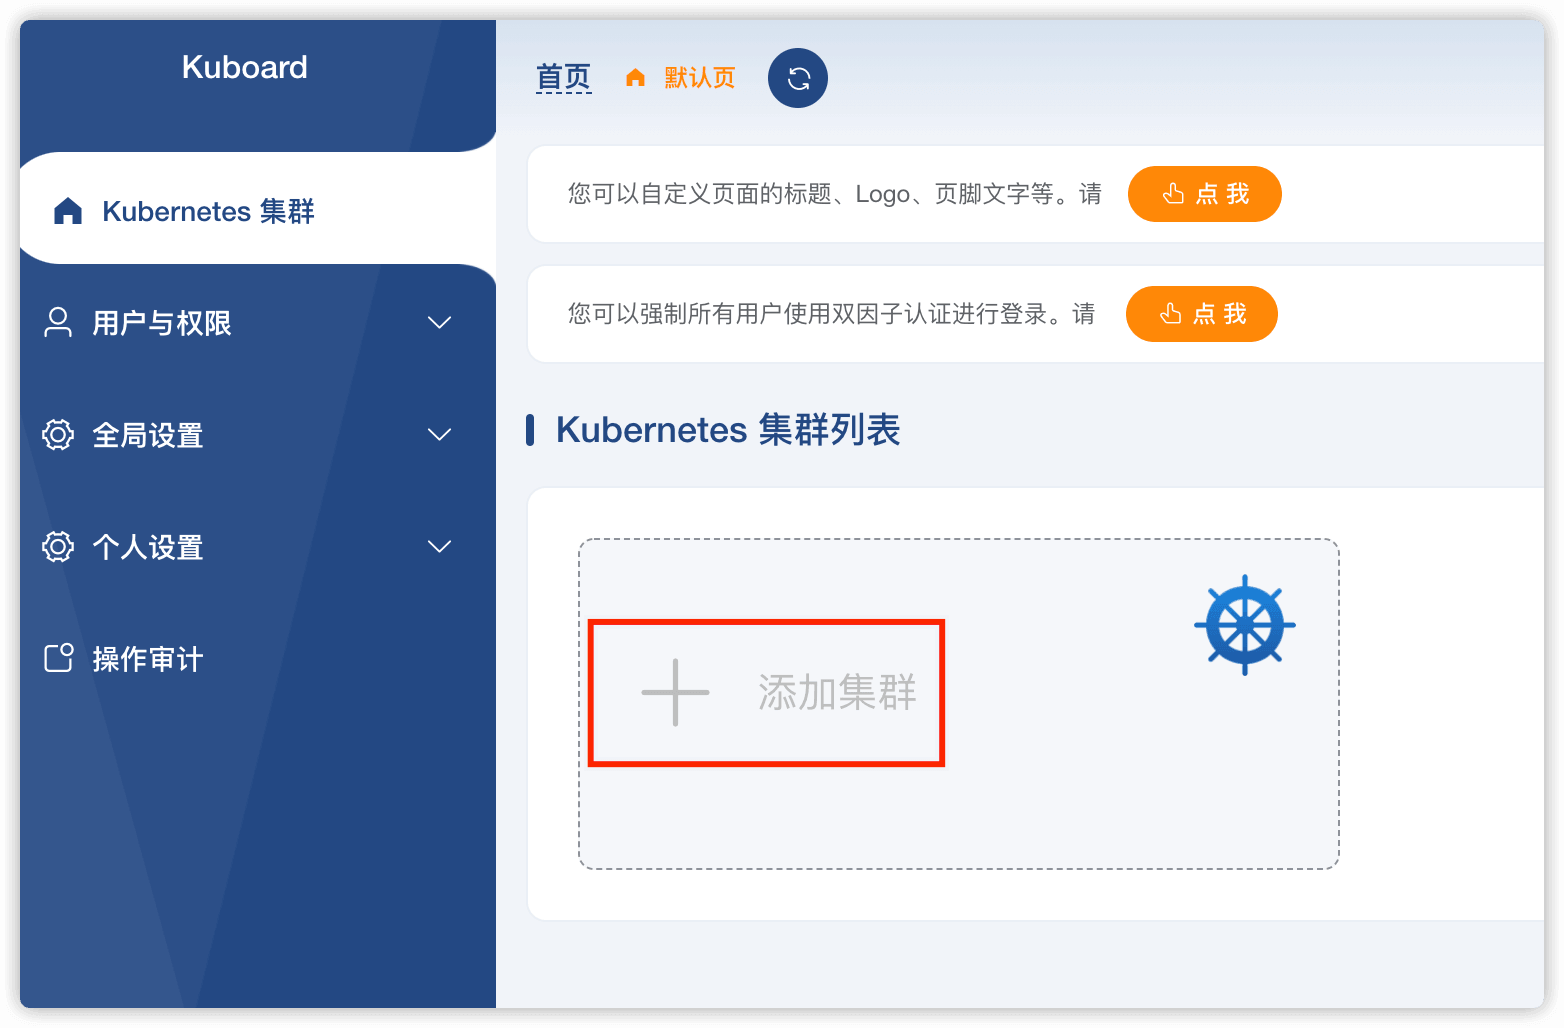 Kuboard
Kubernetes 集群
用户与权限
全局设置
个人设置
操作审计
首页 默认页
您可以自定义页面的标题、Logo、页脚文字等。请 点 我
您可以强制所有用户使用双因子认证进行登录。请 点 我
Kubernetes 集群列表
添加集群